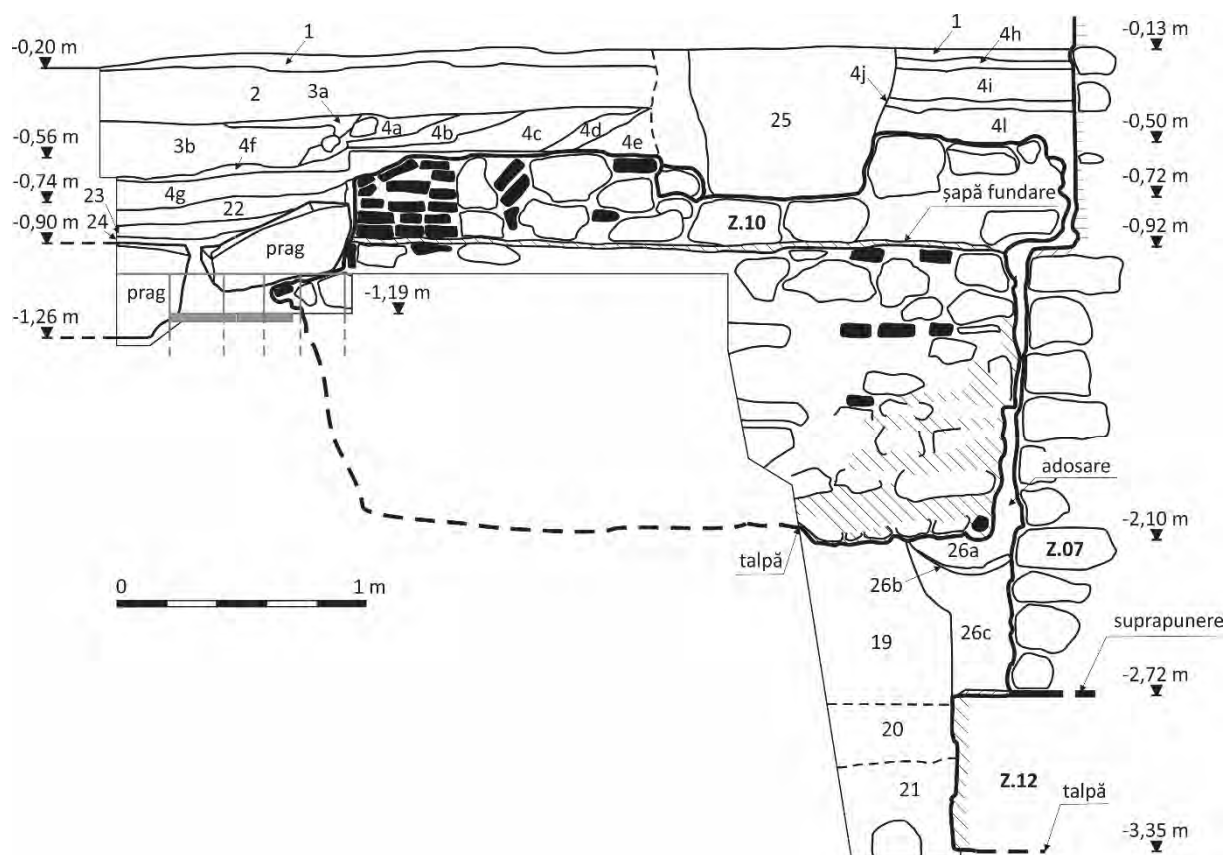 1
1
-0,13 m
-0,20 m
4h
2
3a
4j
4i
4a
4b
4c
4d
25
4l
-0,50 m
-0,56 m
3b
4f
4e
-0,74 m
4g
șapă fundare
-0,72 m
23
22
24
-0,90 m
prag
Z.10
-0,92 m
prag
-1,19 m
-1,26 m
adosare
-2,10 m
talpă
26a
Z.07
0
1 m
26b
19
26c
suprapunere
-2,72 m
20
21
Z.12
talpă
-3,35 m